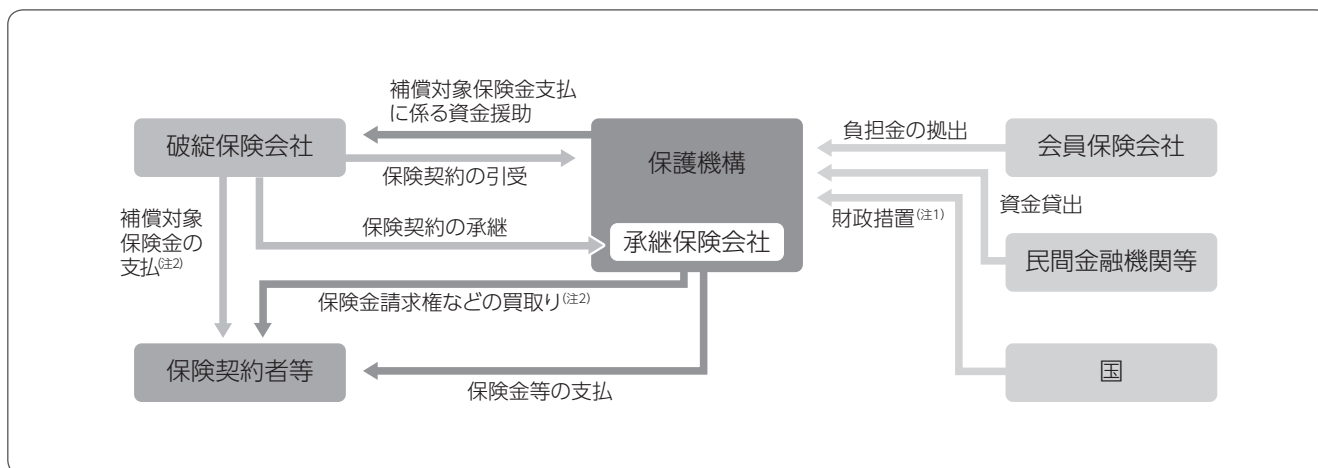 補償対象保険金支払
に係る資金援助
破綻保険会社
保険契約の引受
保護機構
負担金の拠出
会員保険会社
資金貸出
補償対象
保険金の
支払(注2)
保険契約の承継
承継保険会社
財政措置(注1)
民間金融機関等
保険金請求権などの買取り(注2)
保険契約者等
保険金等の支払
国